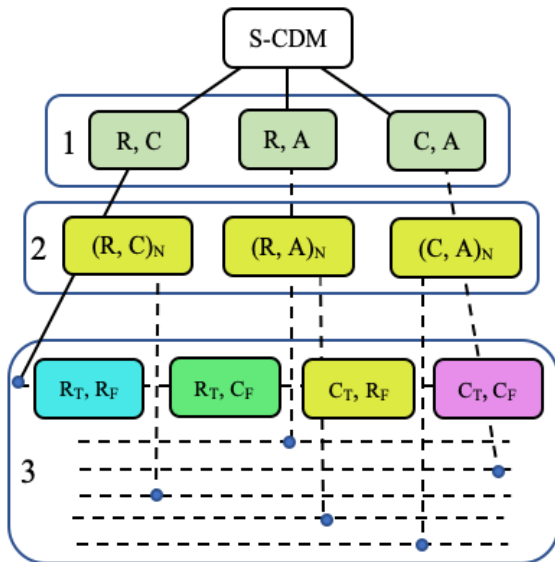 S-CDM
1 R, C R, A C, A
2 (R, C)N (R, A)N (C, A)N
RT, RF RT, CF CT, RF CT, CF
3